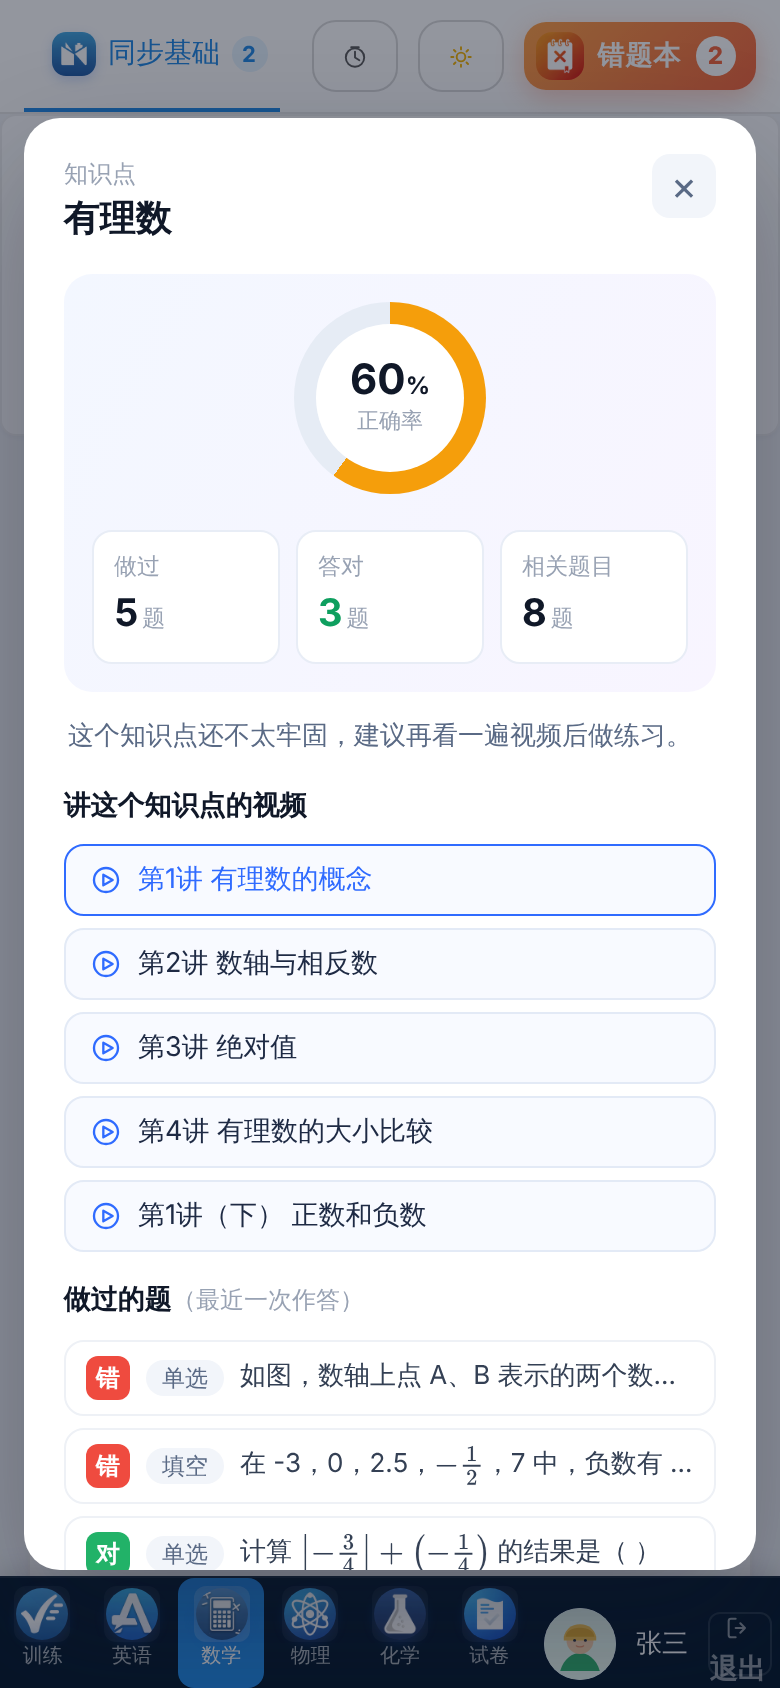 同步基础 2
错题本 2
知识点
有理数
60%
正确率
做过
5 题
答对
3 题
相关题目
8 题
这个知识点还不太牢固，建议再看一遍视频后做练习。
讲这个知识点的视频
第1讲 有理数的概念
第2讲 数轴与相反数
第3讲 绝对值
第4讲 有理数的大小比较
第1讲（下） 正数和负数
做过的题（最近一次作答）
错 单选 如图，数轴上点 A、B 表示的两个数...
错 填空 在 -3，0，2.5，−1/2，7 中，负数有 ...
对 单选 计算 |−3/4| + (−1/4) 的结果是（ ）
训练
英语
数学
物理
化学
试卷
张三
退出